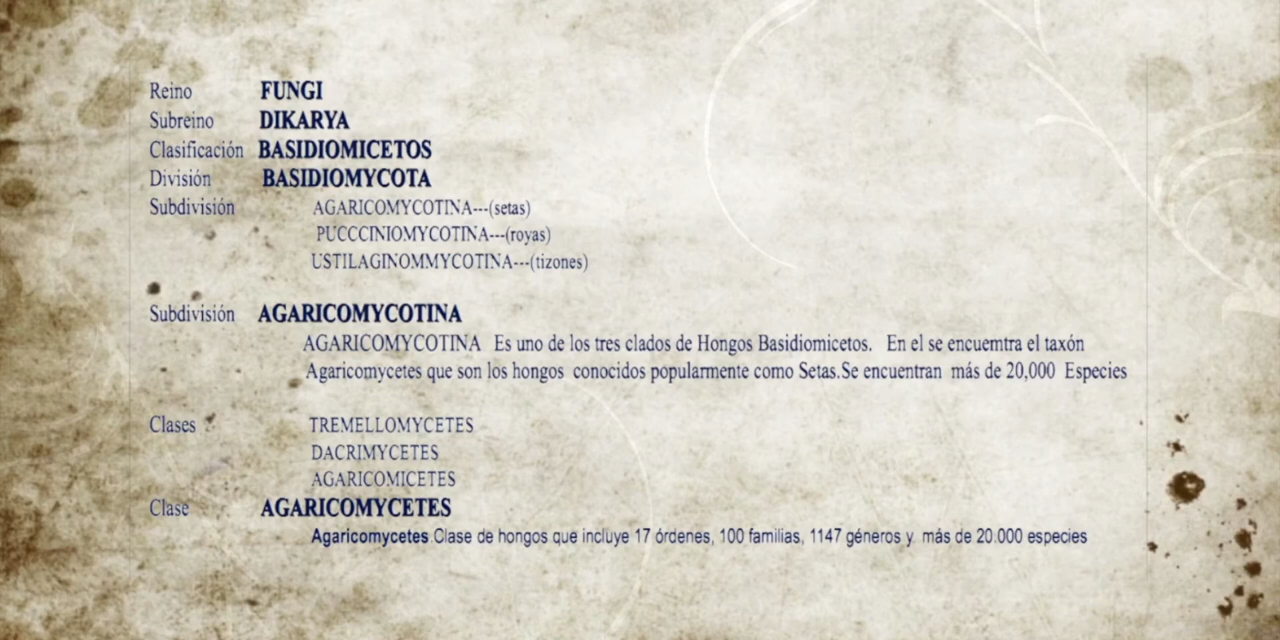 Reino FUNGI
Subreino DIKARYA
Clasificación BASIDIOMICETOS
División BASIDIOMYCOTA
Subdivisión AGARICOMYCOTINA---(setas)
PUCCCINIOMYCOTINA---(royas)
USTILAGINOMMYCOTINA---(tizones)
Subdivisión AGARICOMYCOTINA
AGARICOMYCOTINA Es uno de los tres clados de Hongos Basidiomicetos. En el se encuemtra el taxón
Agaricomycetes que son los hongos conocidos popularmente como Setas.Se encuentran más de 20,000 Especies
Clases TREMELLOMYCETES
DACRIMYCETES
AGARICOMICETES
Clase AGARICOMYCETES
Agaricomycetes.Clase de hongos que incluye 17 órdenes, 100 familias, 1147 géneros y más de 20.000 especies